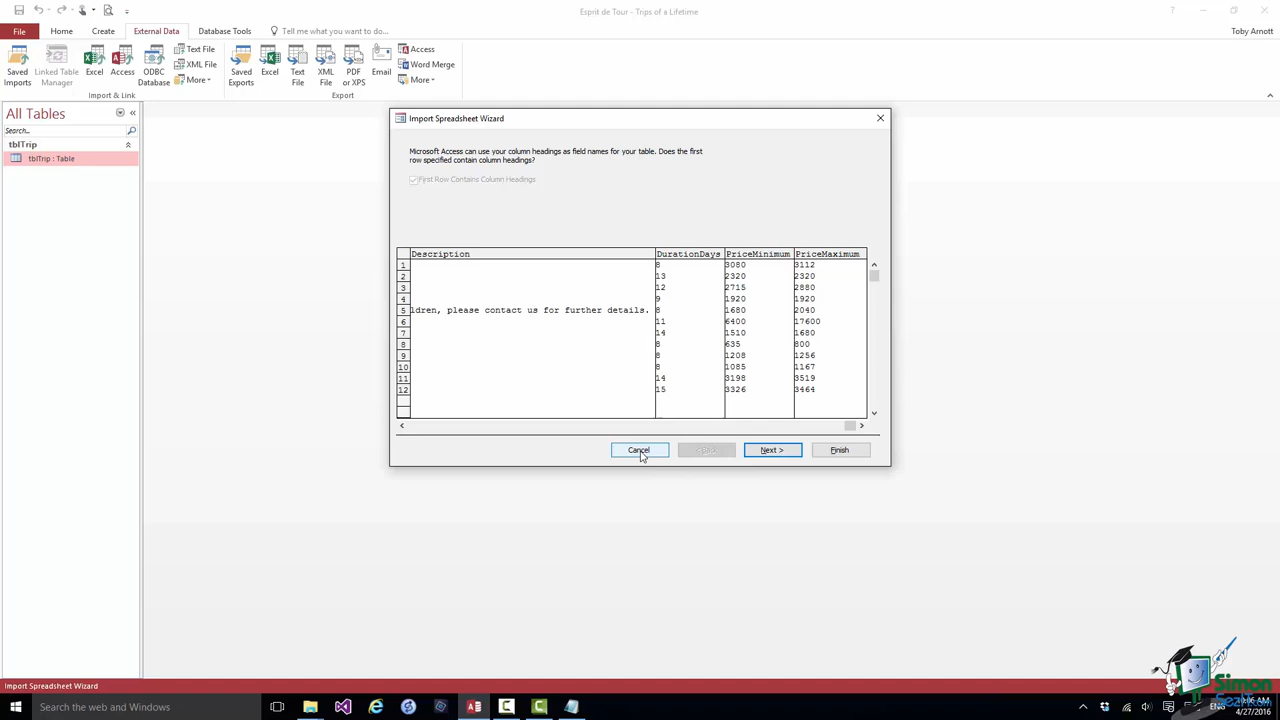 Esprit de Tour - Trips of a Lifetime
?
File
Home
Create
External Data
Database Tools
Tell me what you want to do...
Toby Arnott
Saved Imports
Linked Table Manager
Excel
Access
ODBC Database
Text File
XML File
More
Import & Link
Saved Exports
Excel
Text File
XML File
PDF or XPS
Email
Access
Word Merge
More
Export
All Tables
Search...
tblTrip
tblTrip : Table
Import Spreadsheet Wizard
Microsoft Access can use your column headings as field names for your table. Does the first
row specified contain column headings?
First Row Contains Column Headings
Description DurationDays PriceMinimum PriceMaximum
1 8 3080 3112
2 13 2320 2320
3 12 2715 2880
4 9 1920 1920
5 ldren, please contact us for further details. 8 1680 2040
6 11 6400 17600
7 14 1510 1680
8 8 635 800
9 8 1208 1256
10 8 1085 1167
11 14 3198 3519
12 15 3326 3464
Cancel
Next >
Finish
Import Spreadsheet Wizard
Search the web and Windows
ENG
4/27/2016
Simon
SezIt.com